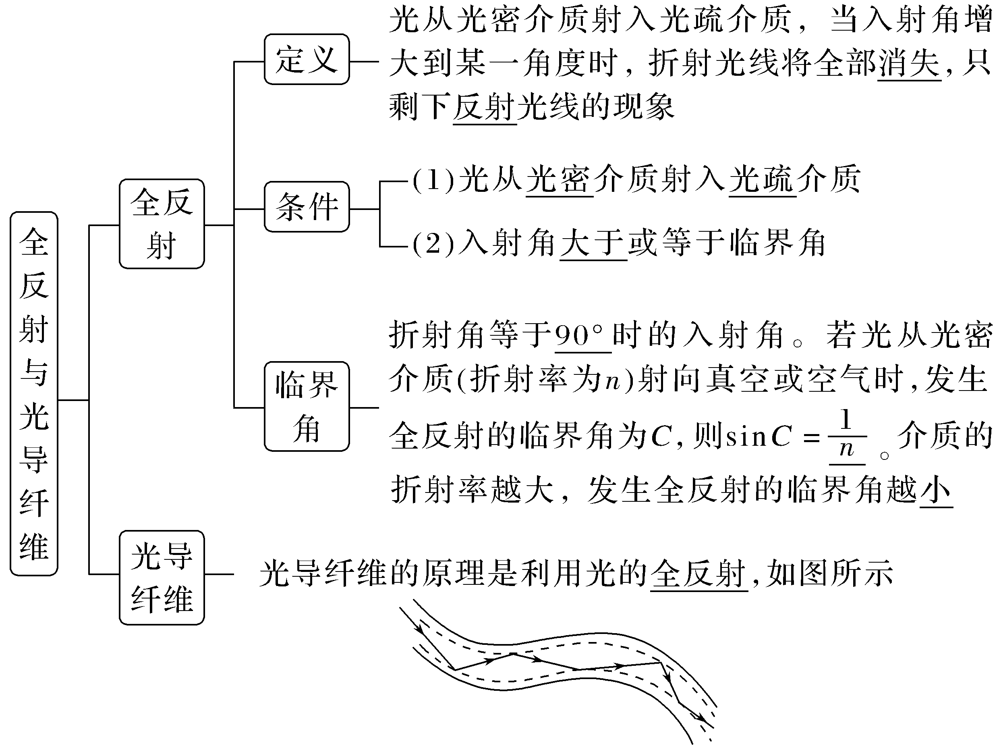 全反射与光导纤维
全反
射
定义
光从光密介质射入光疏介质，当入射角增
大到某一角度时，折射光线将全部消失，只
剩下反射光线的现象
条件
(1)光从光密介质射入光疏介质
(2)入射角大于或等于临界角
临界
角
折射角等于90°时的入射角。若光从光密
介质(折射率为n)射向真空或空气时，发生
全反射的临界角为C，则sinC=1/n。介质的
折射率越大，发生全反射的临界角越小
光导
纤维
光导纤维的原理是利用光的全反射，如图所示